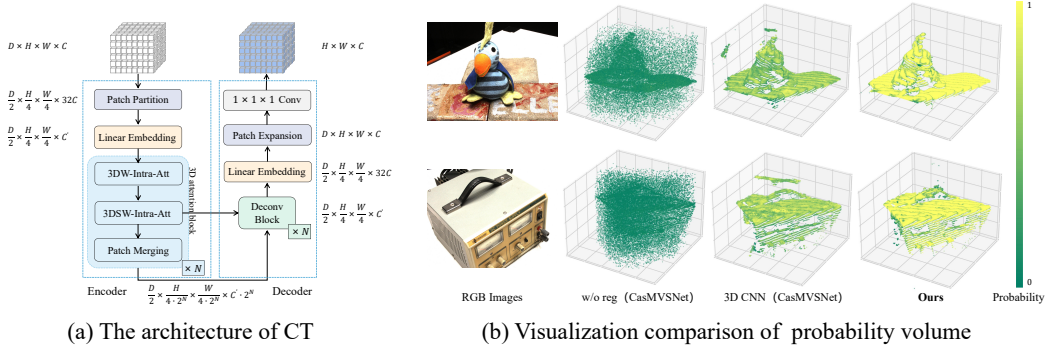 D × H × W × C
H × W × C
D/2 × H/4 × W/4 × 32C
Patch Partition
1 × 1 × 1 Conv
D/2 × H/4 × W/4 × C'
Linear Embedding
Patch Expansion
D × H × W × C
3DW-Intra-Att
Linear Embedding
D/2 × H/4 × W/4 × 32C
3D attention block
3DSW-Intra-Att
Deconv
Block
D/2 × H/4 × W/4 × C'
× N
Patch Merging
× N
Encoder
D/2 × H/4·2^N × W/4·2^N × C'·2^N
Decoder
(a) The architecture of CT
1
0
RGB Images
w/o reg (CasMVSNet)
3D CNN (CasMVSNet)
Ours
Probability
(b) Visualization comparison of probability volume